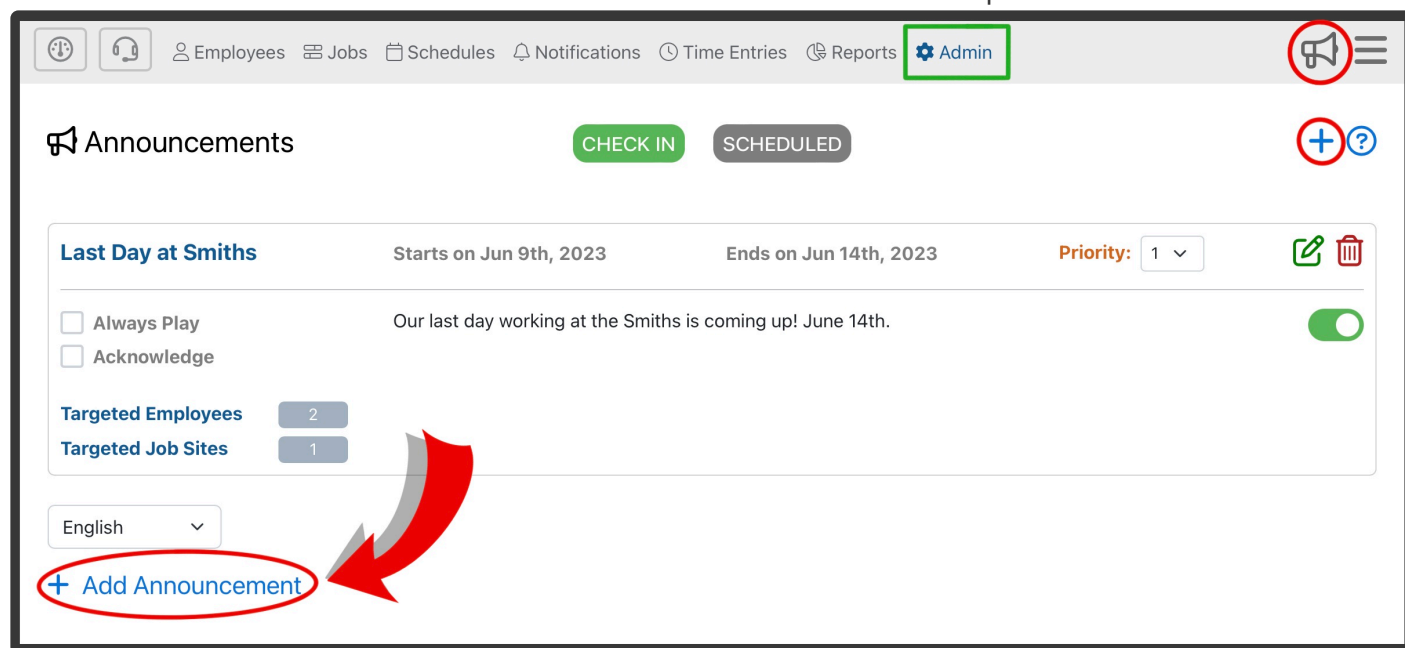 Employees Jobs Schedules Notifications Time Entries Reports Admin
Announcements CHECK IN SCHEDULED
Last Day at Smiths Starts on Jun 9th, 2023 Ends on Jun 14th, 2023 Priority: 1
Always Play Our last day working at the Smiths is coming up! June 14th.
Acknowledge
Targeted Employees 2
Targeted Job Sites 1
English
+ Add Announcement